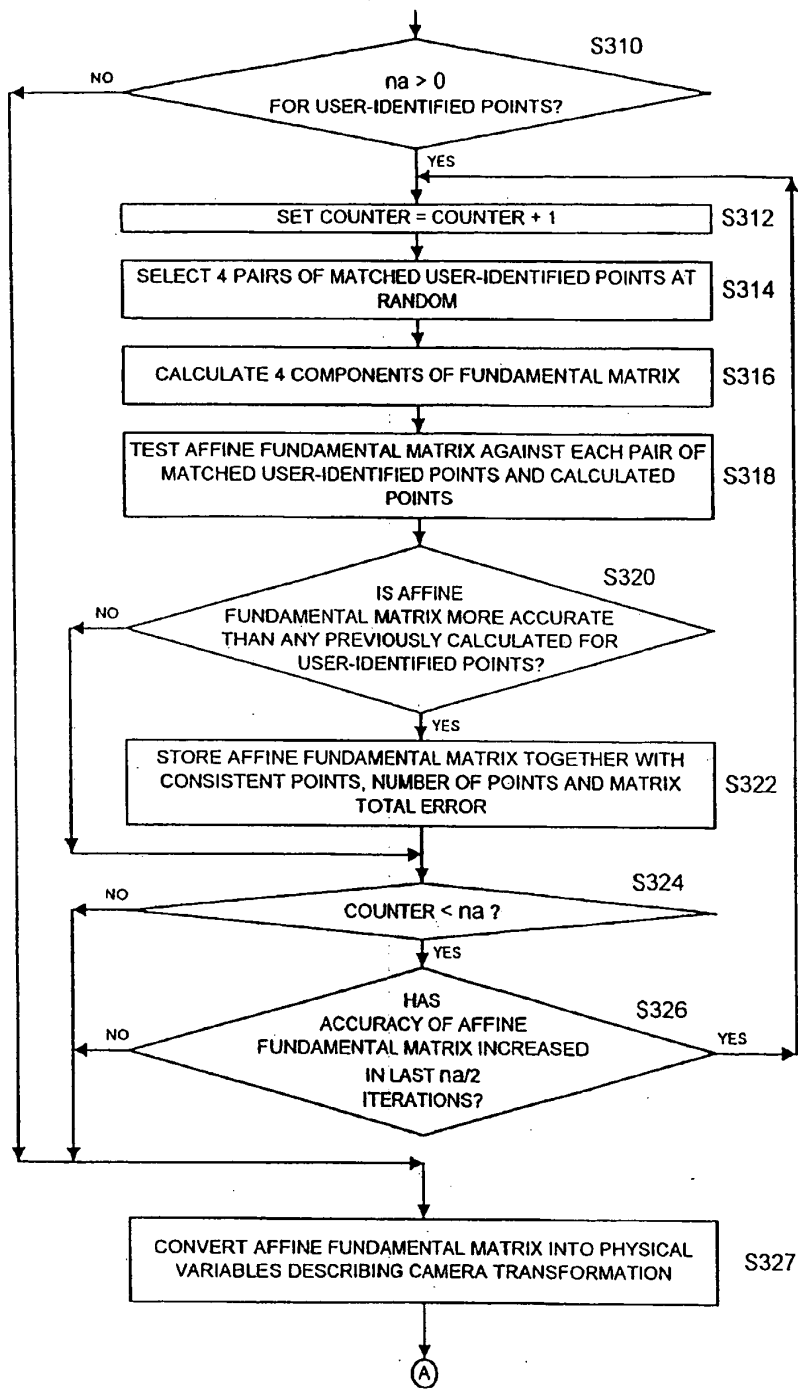 S310
NO
na > 0
FOR USER-IDENTIFIED POINTS?
YES
SET COUNTER = COUNTER + 1
S312
SELECT 4 PAIRS OF MATCHED USER-IDENTIFIED POINTS AT
RANDOM
S314
CALCULATE 4 COMPONENTS OF FUNDAMENTAL MATRIX
S316
TEST AFFINE FUNDAMENTAL MATRIX AGAINST EACH PAIR OF
MATCHED USER-IDENTIFIED POINTS AND CALCULATED
POINTS
S318
S320
NO
IS AFFINE
FUNDAMENTAL MATRIX MORE ACCURATE
THAN ANY PREVIOUSLY CALCULATED FOR
USER-IDENTIFIED POINTS?
YES
STORE AFFINE FUNDAMENTAL MATRIX TOGETHER WITH
CONSISTENT POINTS, NUMBER OF POINTS AND MATRIX
TOTAL ERROR
S322
S324
NO
COUNTER < na ?
YES
S326
NO
HAS
ACCURACY OF AFFINE
FUNDAMENTAL MATRIX INCREASED
IN LAST na/2
ITERATIONS?
YES
CONVERT AFFINE FUNDAMENTAL MATRIX INTO PHYSICAL
VARIABLES DESCRIBING CAMERA TRANSFORMATION
S327
A